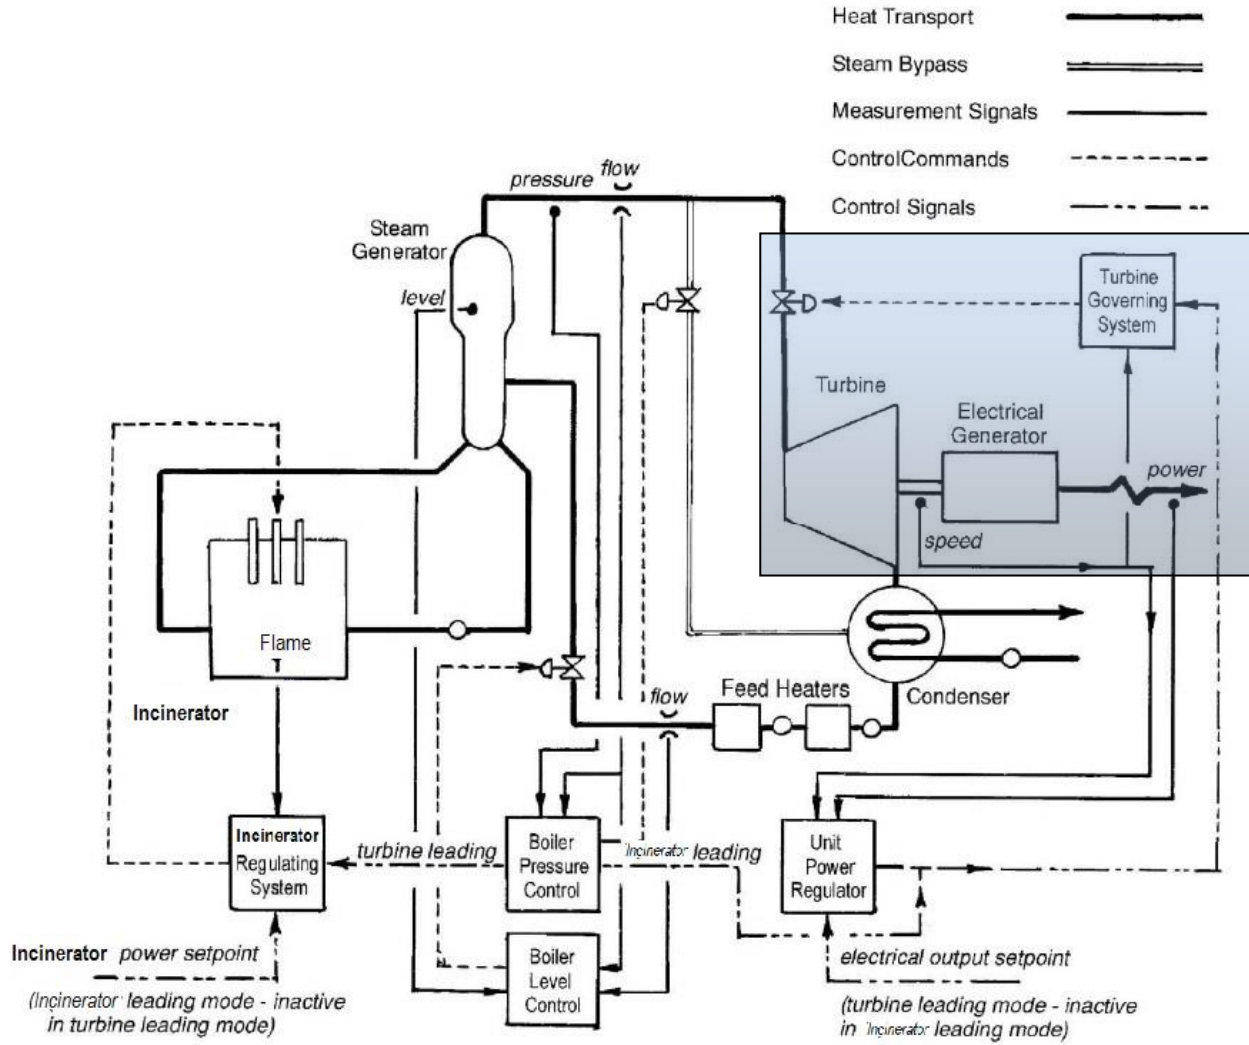 Heat Transport
Steam Bypass
Measurement Signals
ControlCommands
Control Signals
pressure
flow
Steam
Generator
level
Turbine
Governing
System
Turbine
Electrical
Generator
power
speed
Flame
Incinerator
flow
Feed Heaters
Condenser
Incinerator
Regulating
System
turbine leading
Boiler
Pressure
Control
Incinerator leading
Unit
Power
Regulator
Incinerator power setpoint
(Incinerator leading mode - inactive
in turbine leading mode)
Boiler
Level
Control
electrical output setpoint
(turbine leading mode - inactive
in Incinerator leading mode)